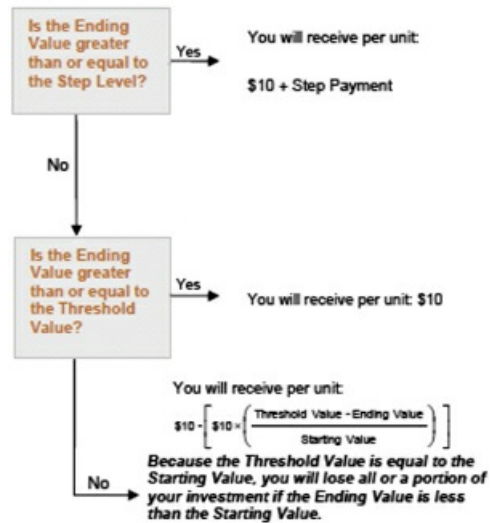 Is the Ending
Value greater
than or equal to
the Step Level?
Yes
You will receive per unit:
$10 + Step Payment
No
Is the Ending
Value greater
than or equal to
the Threshold
Value?
Yes
You will receive per unit: $10
You will receive per unit:
$10 - [ $10 × ( Threshold Value - Ending Value
Starting Value ) ]
No
Because the Threshold Value is equal to the
Starting Value, you will lose all or a portion of
your investment if the Ending Value is less
than the Starting Value.